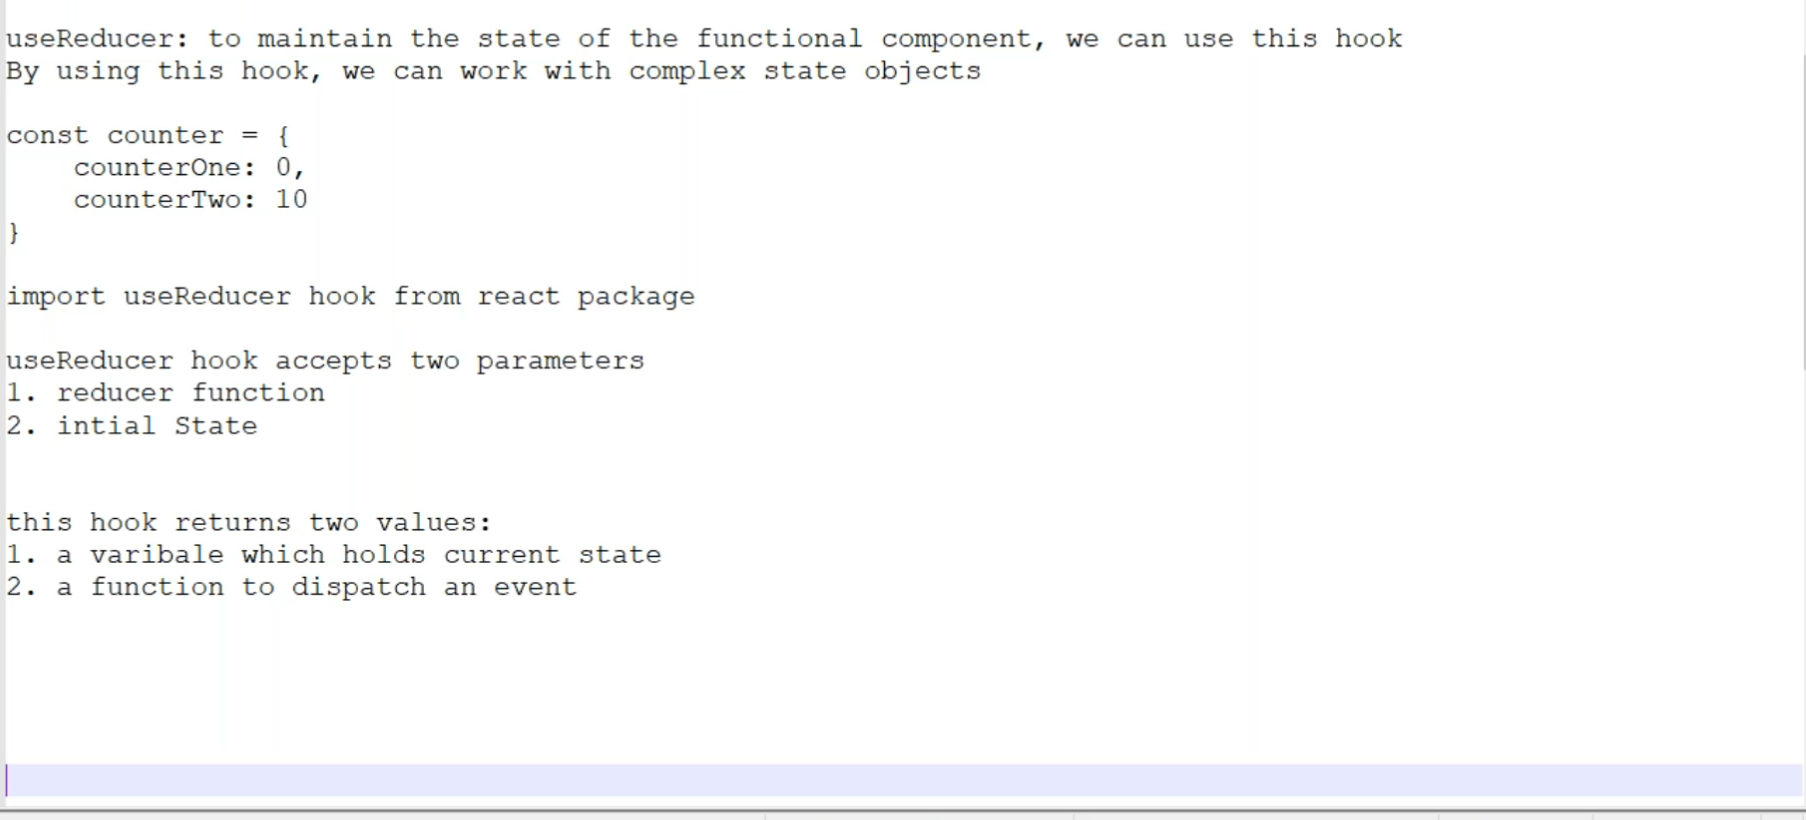 useReducer: to maintain the state of the functional component, we can use this hook
By using this hook, we can work with complex state objects
const counter = {
    counterOne: 0,
    counterTwo: 10
}
import useReducer hook from react package
useReducer hook accepts two parameters
1. reducer function
2. intial State
this hook returns two values:
1. a varibale which holds current state
2. a function to dispatch an event